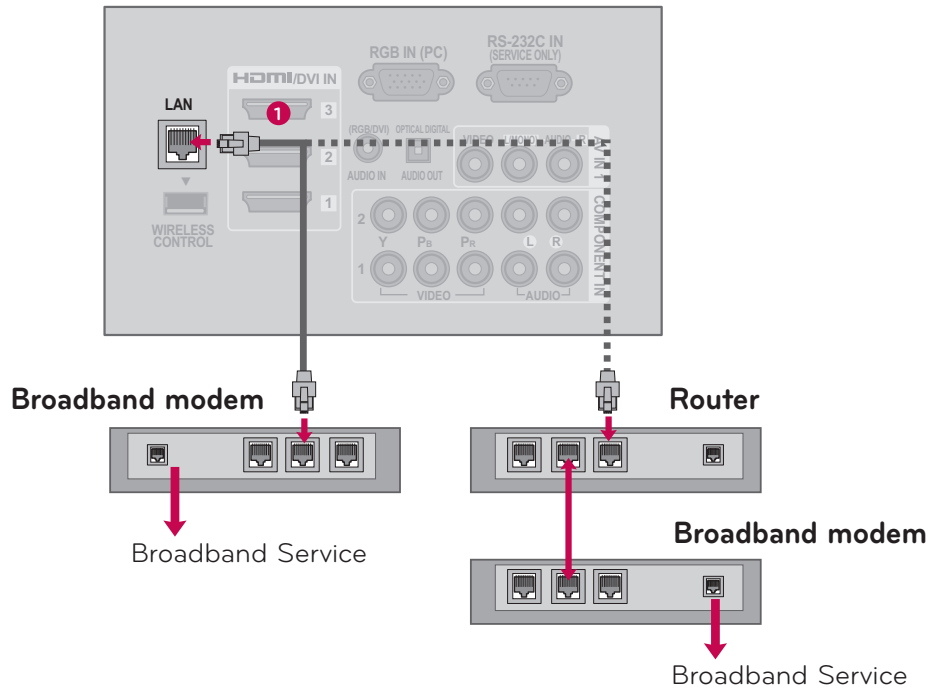 RGB IN (PC)
RS-232C IN
(SERVICE ONLY)
HDMI/DVI IN
LAN
1
3
(RGB/DVI)
OPTICAL DIGITAL
VIDEO
L(MONO)
AUDIO
R
AV IN 1
2
AUDIO IN
AUDIO OUT
1
WIRELESS
CONTROL
2
Y
PB
PR
L
R
COMPONENT IN
1
VIDEO
AUDIO
Broadband modem
Router
Broadband Service
Broadband modem
Broadband Service